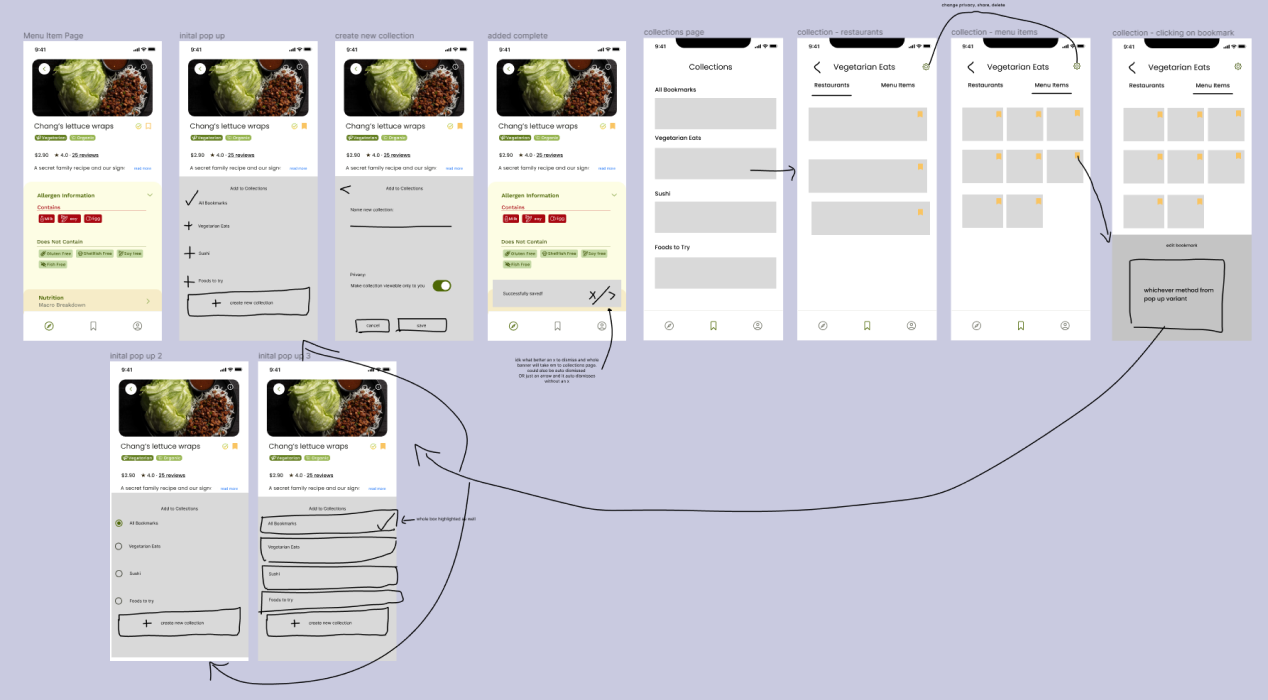 change privacy, share, delete
Menu Item Page
9:41
Chang's lettuce wraps
Vegetarian
Organic
$2.90 ★ 4.0 · 25 reviews
A secret family recipe and our signa
read more
Allergen Information
Contains
Milk
Soy
Egg
Does Not Contain
Gluten Free
Shellfish Free
Soy Free
Fish Free
Nutrition
Macro Breakdown
inital pop up
9:41
Chang's lettuce wraps
Vegetarian
Organic
$2.90 ★ 4.0 · 25 reviews
A secret family recipe and our signa
read more
Add to Collections
All Bookmarks
Vegetarian Eats
Sushi
Foods to try
create new collection
create new collection
9:41
Chang's lettuce wraps
Vegetarian
Organic
$2.90 ★ 4.0 · 25 reviews
A secret family recipe and our signa
read more
Add to Collections
Name new collection:
Privacy:
Make collection viewable only to you
cancel
save
added complete
9:41
Chang's lettuce wraps
Vegetarian
Organic
$2.90 ★ 4.0 · 25 reviews
A secret family recipe and our signa
read more
Allergen Information
Contains
Milk
Soy
Egg
Does Not Contain
Gluten Free
Shellfish Free
Soy Free
Fish Free
Successfully saved!
X/>
idk what better an x to dismiss and whole
banner will take em to collections page.
could also be auto dismissed
OR just an arrow and it auto dismisses
without an x
collections page
9:41
Collections
All Bookmarks
Vegetarian Eats
Sushi
Foods to Try
collection - restaurants
9:41
Vegetarian Eats
Restaurants
Menu Items
collection - menu items
9:41
Vegetarian Eats
Restaurants
Menu Items
collection - clicking on bookmark
9:41
Vegetarian Eats
Restaurants
Menu Items
edit bookmark
whichever method from
pop up variant
inital pop up 2
9:41
Chang's lettuce wraps
Vegetarian
Organic
$2.90 ★ 4.0 · 25 reviews
A secret family recipe and our signa
read more
Add to Collections
All Bookmarks
Vegetarian Eats
Sushi
Foods to try
create new collection
inital pop up 3
9:41
Chang's lettuce wraps
Vegetarian
Organic
$2.90 ★ 4.0 · 25 reviews
A secret family recipe and our signa
read more
Add to Collections
All Bookmarks
whole box highlighted as well
Vegetarian Eats
Sushi
Foods to try
create new collection